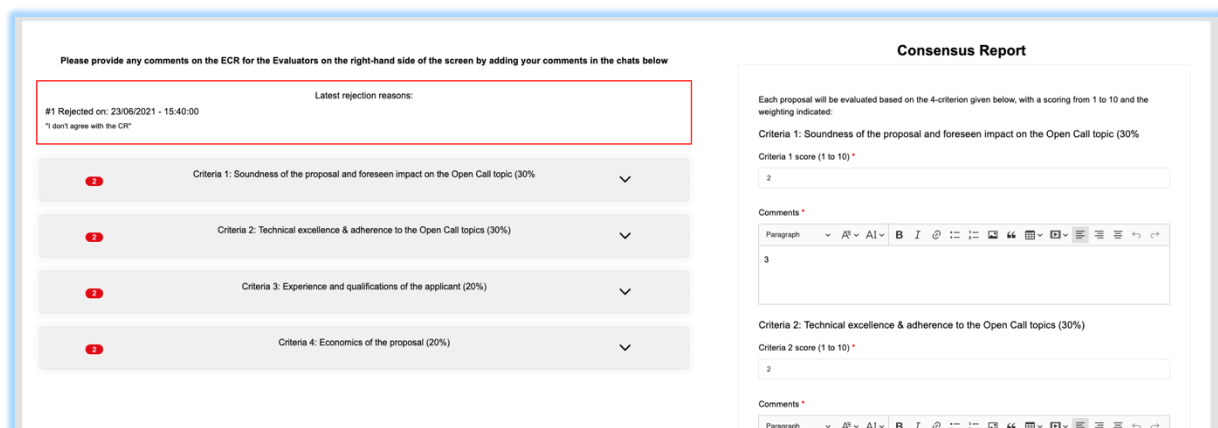 Please provide any comments on the ECR for the Evaluators on the right-hand side of the screen by adding your comments in the chats below
Latest rejection reasons:
#1 Rejected on: 23/06/2021 - 15:40:00
"I don't agree with the CR"
2
Criteria 1: Soundness of the proposal and foreseen impact on the Open Call topic (30%
2
Criteria 2: Technical excellence & adherence to the Open Call topics (30%)
2
Criteria 3: Experience and qualifications of the applicant (20%)
2
Criteria 4: Economics of the proposal (20%)
Consensus Report
Each proposal will be evaluated based on the 4-criterion given below, with a scoring from 1 to 10 and the
weighting indicated:
Criteria 1: Soundness of the proposal and foreseen impact on the Open Call topic (30%
Criteria 1 score (1 to 10) *
2
Comments *
Paragraph
3
Criteria 2: Technical excellence & adherence to the Open Call topics (30%)
Criteria 2 score (1 to 10) *
2
Comments *
Paragraph